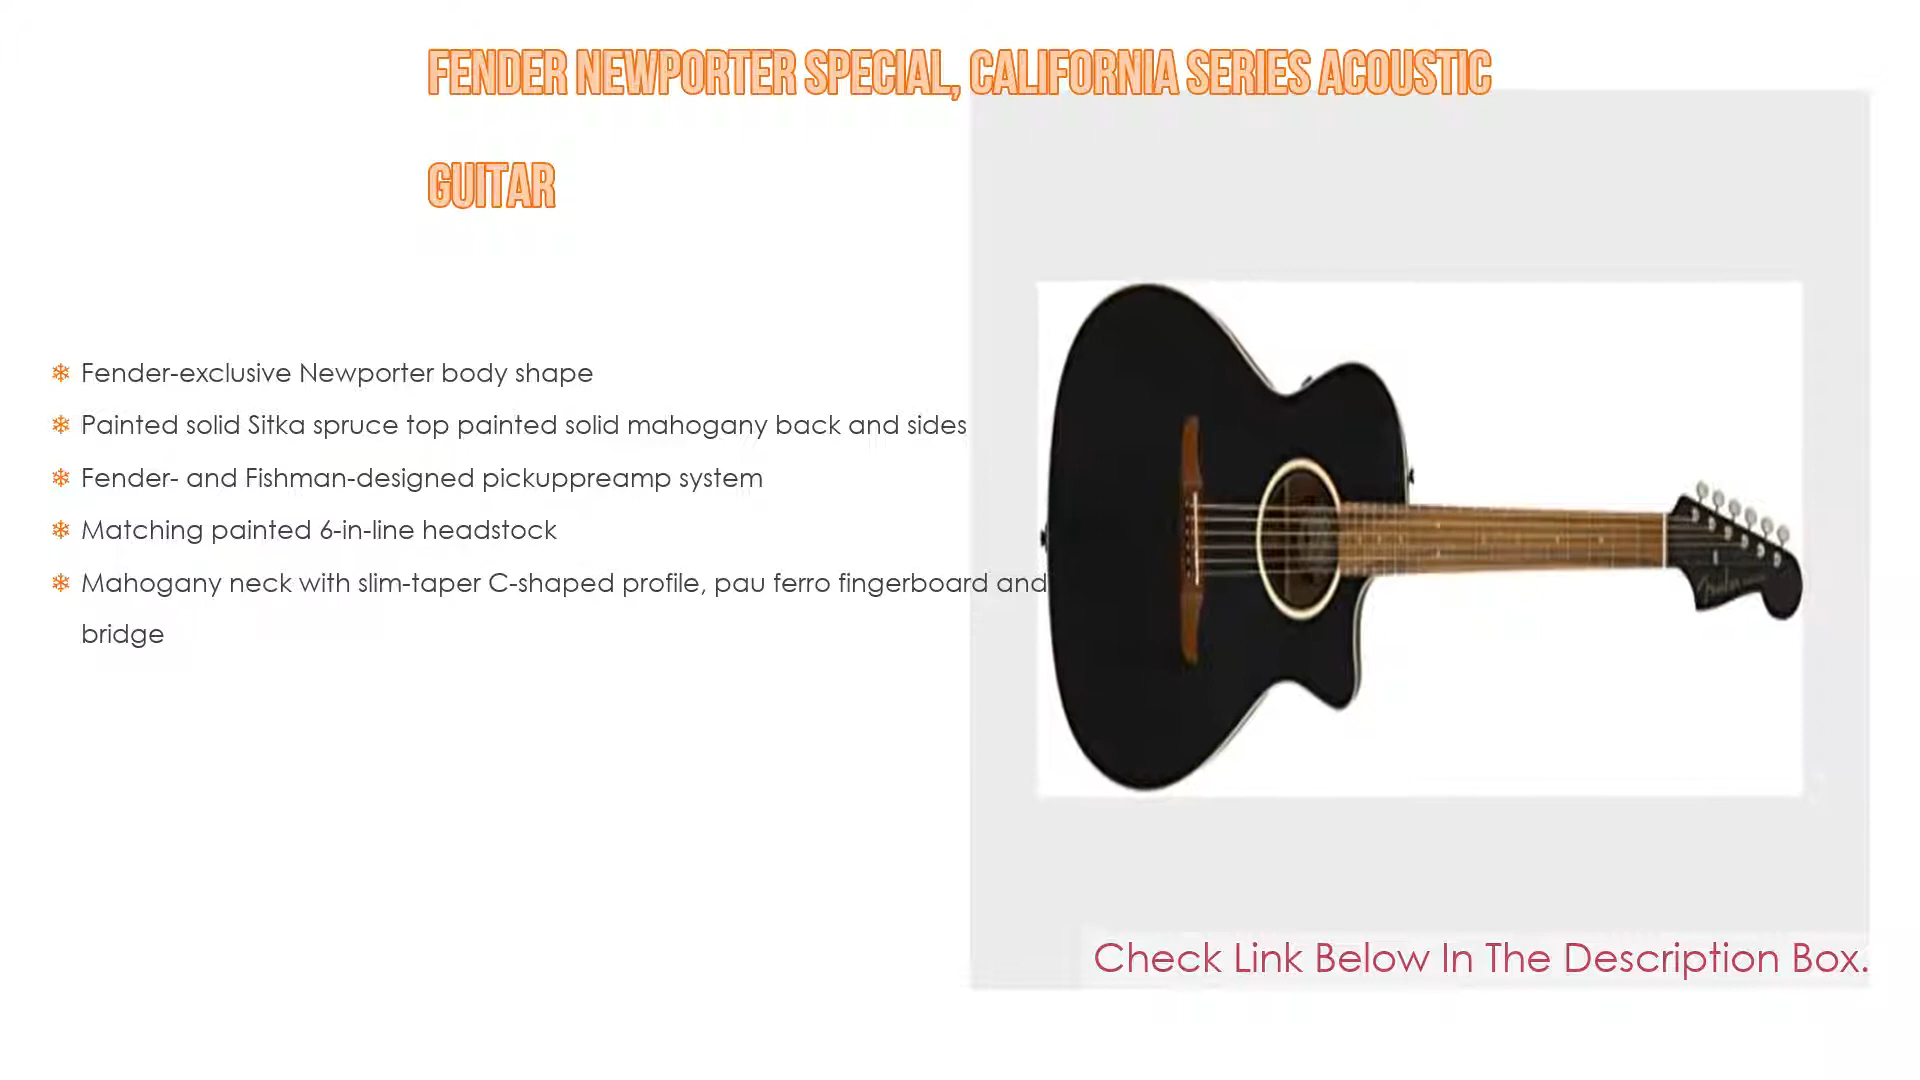 FENDER NEWPORTER SPECIAL, CALIFORNIA SERIES ACOUSTIC
GUITAR
Fender-exclusive Newporter body shape
Painted solid Sitka spruce top painted solid mahogany back and sides
Fender- and Fishman-designed pickuppreamp system
Matching painted 6-in-line headstock
Mahogany neck with slim-taper C-shaped profile, pau ferro fingerboard and
bridge
Fender
Check Link Below In The Description Box.